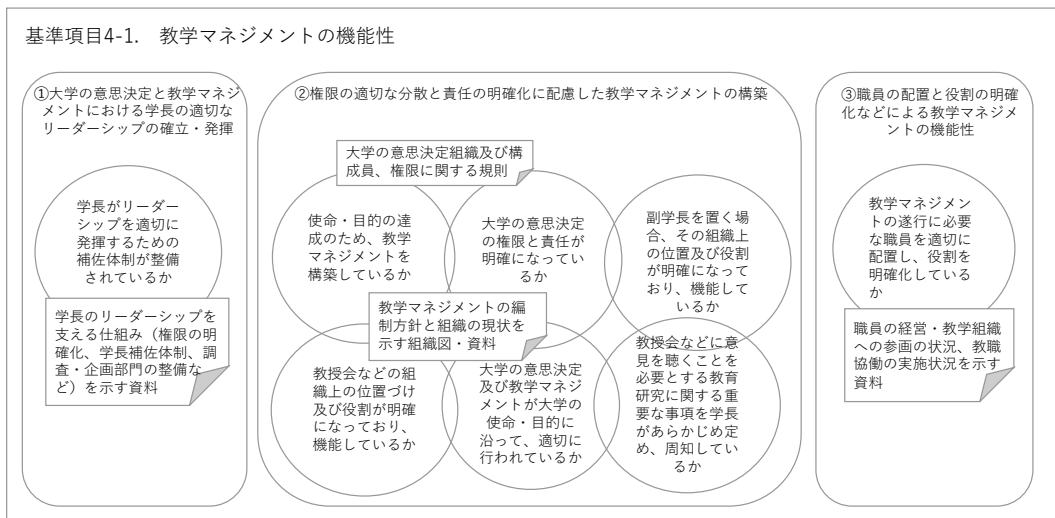 基準項目4-1.　教学マネジメントの機能性
①大学の意思決定と教学マネジ
メントにおける学長の適切な
リーダーシップの確立・発揮
学長がリーダー
シップを適切に
発揮するための
補佐体制が整備
されているか
学長のリーダーシップを
支える仕組み（権限の明
確化、学長補佐体制、調
査・企画部門の整備な
ど）を示す資料
②権限の適切な分散と責任の明確化に配慮した教学マネジメントの構築
大学の意思決定組織及び構
成員、権限に関する規則
使命・目的の達
成のため、教学
マネジメントを
構築しているか
大学の意思決定
の権限と責任が
明確になってい
るか
副学長を置く場
合、その組織上
の位置及び役割
が明確になって
おり、機能して
いるか
教学マネジメントの編
制方針と組織の現状を
示す組織図・資料
教授会などの組
織上の位置づけ
及び役割が明確
になっており、
機能しているか
大学の意思決定
及び教学マネジ
メントが大学の
使命・目的に
沿って、適切に
行われているか
教授会などに意
見を聴くことを
必要とする教育
研究に関する重
要な事項を学長
があらかじめ定
め、周知してい
るか
③職員の配置と役割の明確
化などによる教学マネジメ
ントの機能性
教学マネジメン
トの遂行に必要
な職員を適切に
配置し、役割を
明確化している
か
職員の経営・教学組織
への参画の状況、教職
協働の実施状況を示す
資料